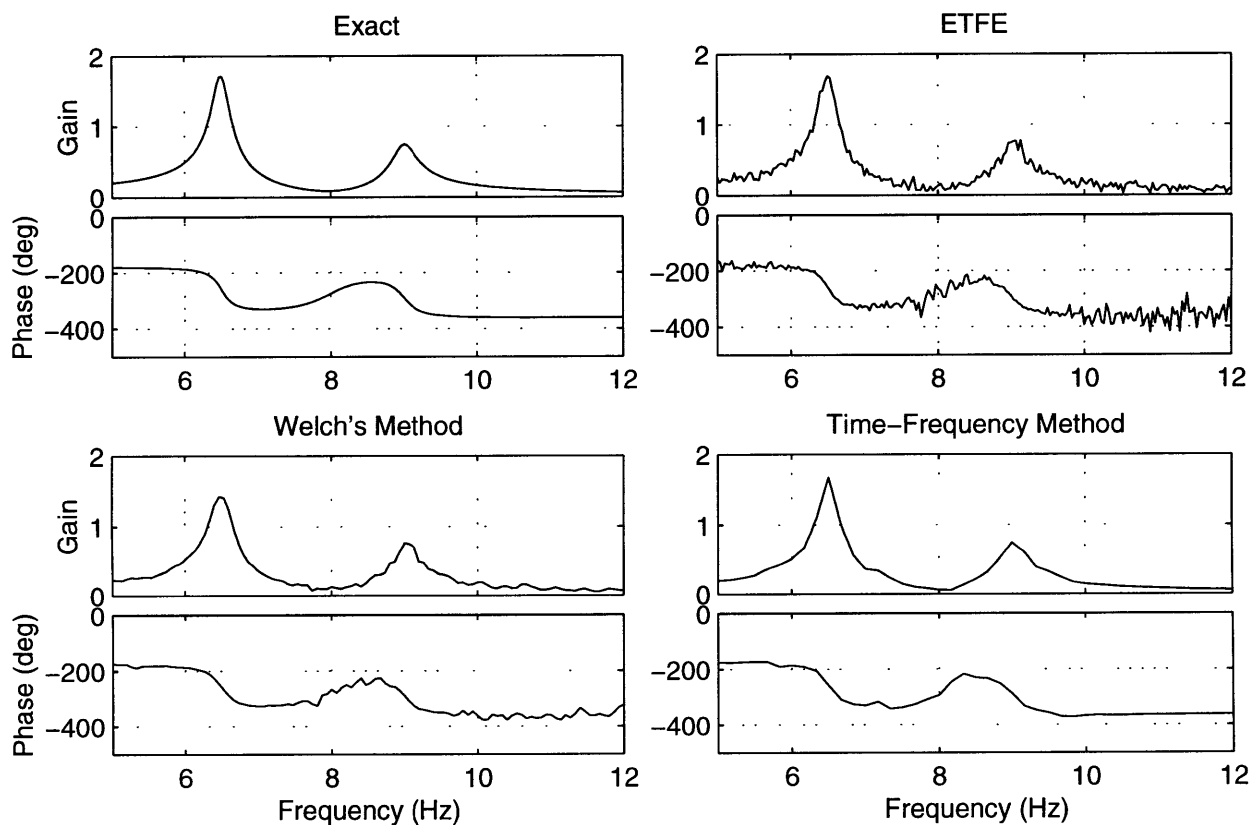 Exact
ETFE
2
1
0
Gain
2
1
0
0
−200
−400
Phase (deg)
0
−200
−400
6 8 10 12
6 8 10 12
Welch's Method
Time−Frequency Method
2
1
0
Gain
2
1
0
0
−200
−400
Phase (deg)
0
−200
−400
6 8 10 12
6 8 10 12
Frequency (Hz)
Frequency (Hz)